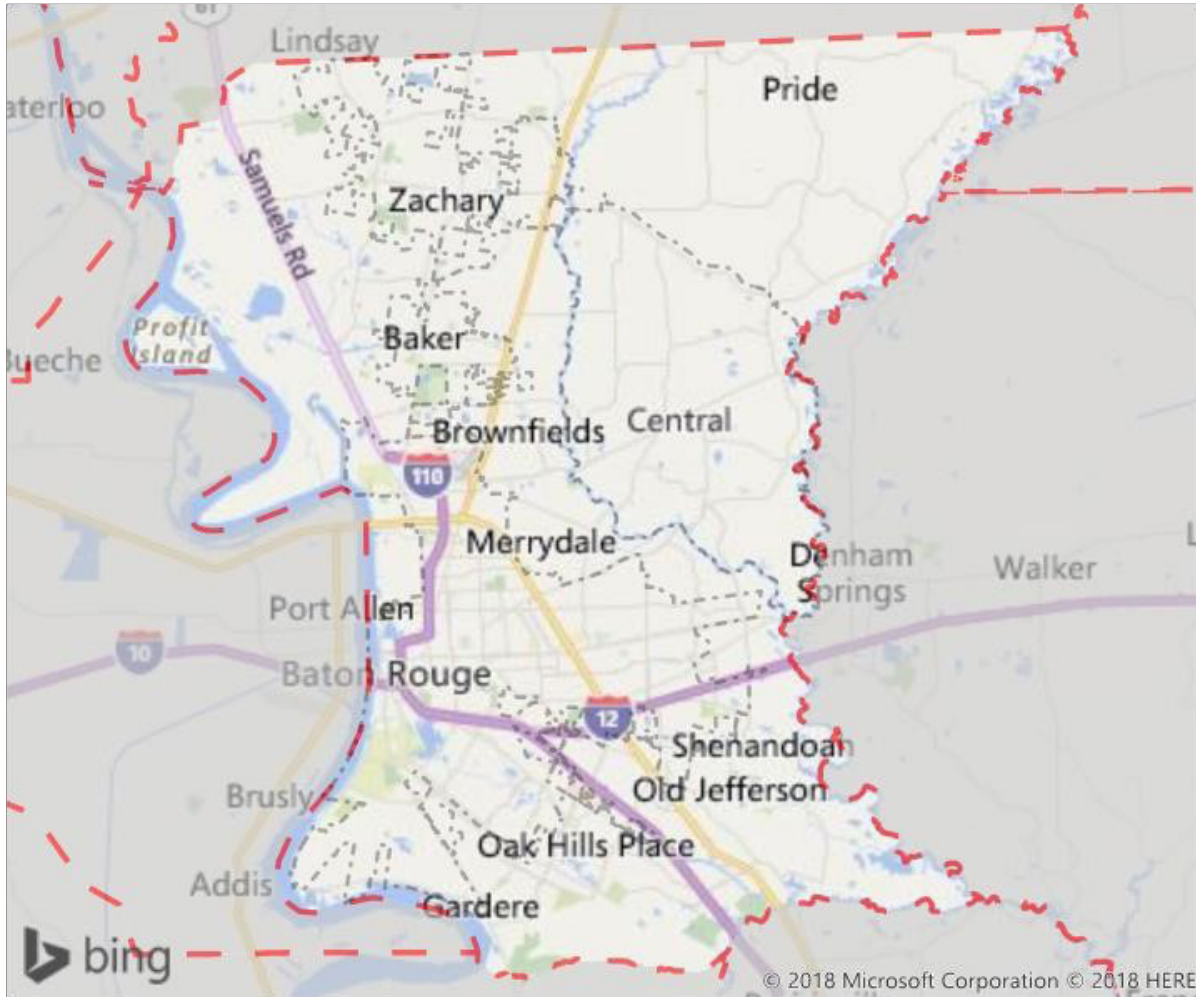 61
Lindsay
Pride
aterloo
Samuels Rd
Zachary
Profit
Island
Baker
Bueche
Central
Brownfields
110
Merrydale
Denham
Springs
Walker
Port Allen
10
Baton Rouge
12
Shenandoah
Old Jefferson
Brusly
Oak Hills Place
Addis
Gardere
bing
© 2018 Microsoft Corporation © 2018 HERE